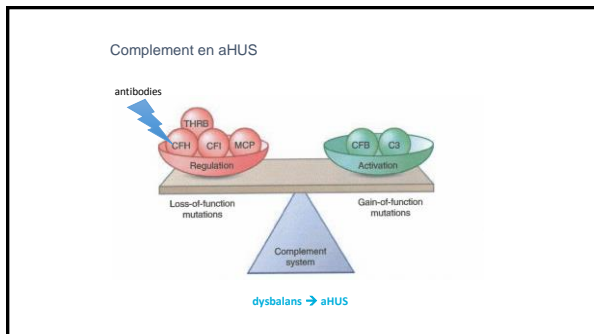 Complement en aHUS
antibodies
THRB
CFH CFI MCP
Regulation
CFB C3
Activation
Loss-of-function
mutations
Gain-of-function
mutations
Complement
system
dysbalans → aHUS